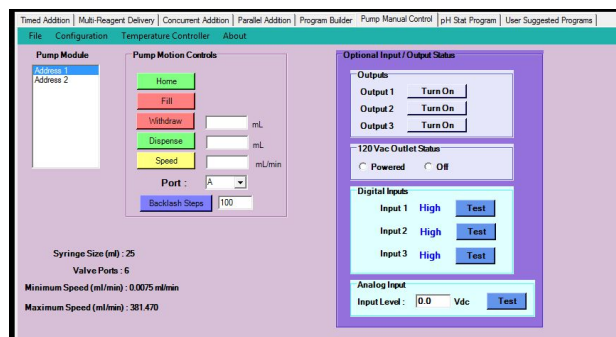 Timed Addition | Multi-Reagent Delivery | Concurrent Addition | Parallel Addition | Program Builder | Pump Manual Control | pH Stat Program | User Suggested Programs
File Configuration Temperature Controller About
Pump Module
Address 1
Address 2
Pump Motion Controls
Home
Fill
Withdraw mL
Dispense mL
Speed mL/min
Port : A
Backlash Steps 100
Syringe Size (ml) : 25
Valve Ports : 6
Minimum Speed (ml/min) : 0.0075 ml/min
Maximum Speed (ml/min) : 381.470
Optional Input / Output Status
Outputs
Output 1 Turn On
Output 2 Turn On
Output 3 Turn On
120 Vac Outlet Status
Powered Off
Digital Inputs
Input 1 High Test
Input 2 High Test
Input 3 High Test
Analog Input
Input Level : 0.0 Vdc Test